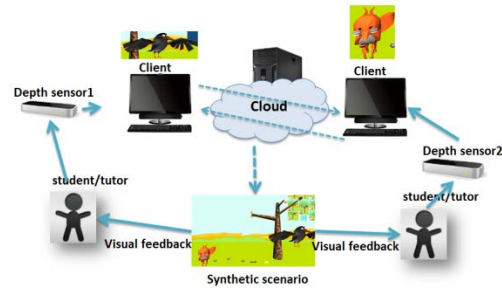 Client
Client
Depth sensor1
Cloud
Depth sensor2
student/tutor
student/tutor
Visual feedback
Visual feedback
Synthetic scenario